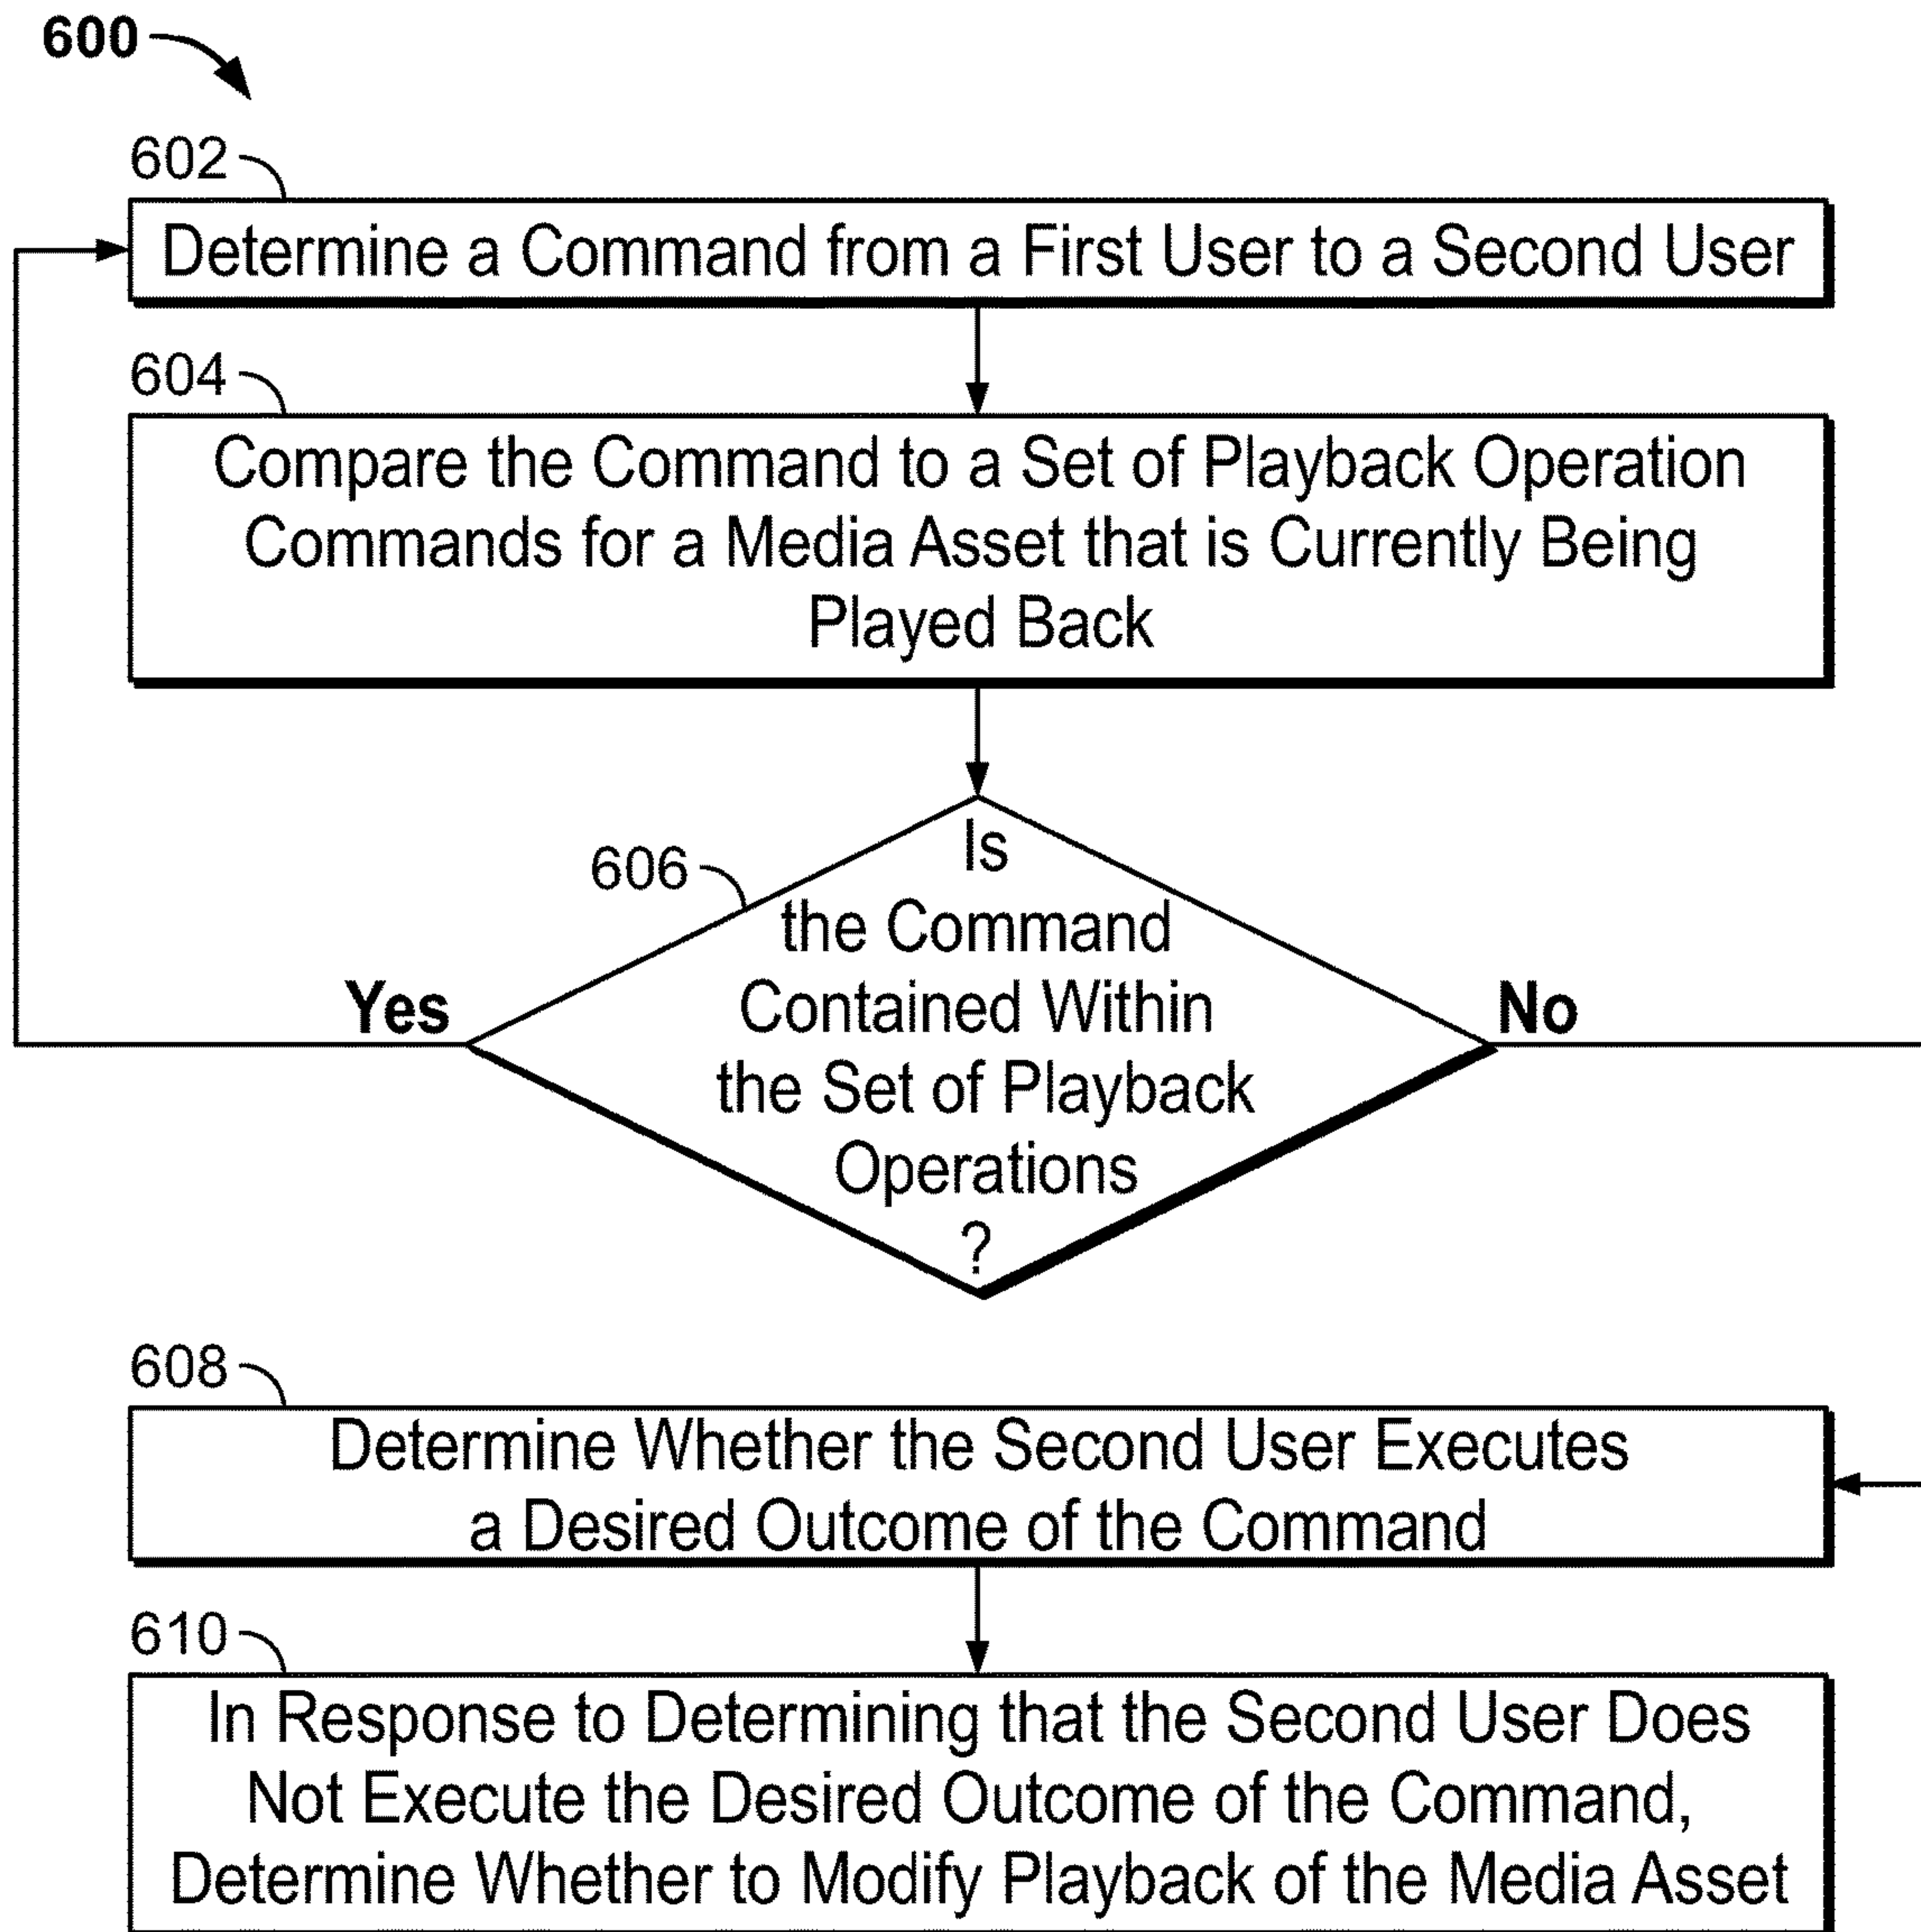 600
602
Determine a Command from a First User to a Second User
604
Compare the Command to a Set of Playback Operation
Commands for a Media Asset that is Currently Being
Played Back
606
Is
the Command
Contained Within
the Set of Playback
Operations
?
Yes
No
608
Determine Whether the Second User Executes
a Desired Outcome of the Command
610
In Response to Determining that the Second User Does
Not Execute the Desired Outcome of the Command,
Determine Whether to Modify Playback of the Media Asset